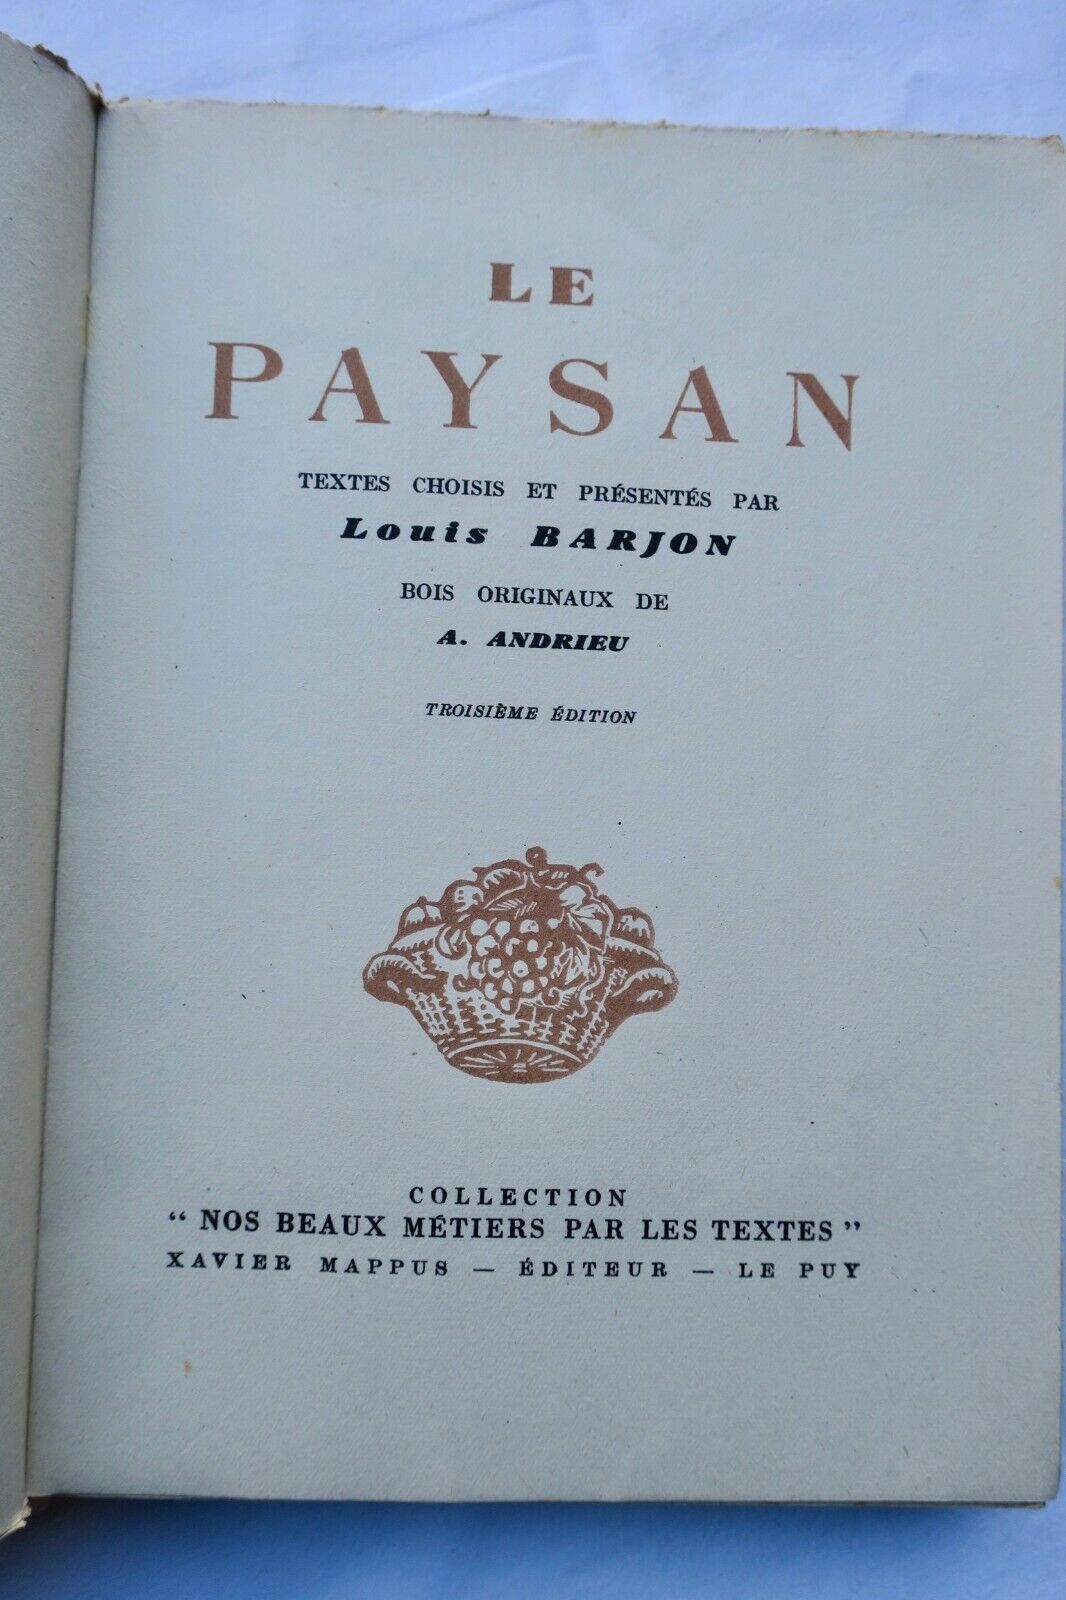 LE
PAYSAN
TEXTES CHOISIS ET PRÉSENTÉS PAR
Louis BARJON
BOIS ORIGINAUX DE
A. ANDRIEU
TROISIÈME ÉDITION
COLLECTION
“ NOS BEAUX MÉTIERS PAR LES TEXTES ”
XAVIER MAPPUS — ÉDITEUR — LE PUY